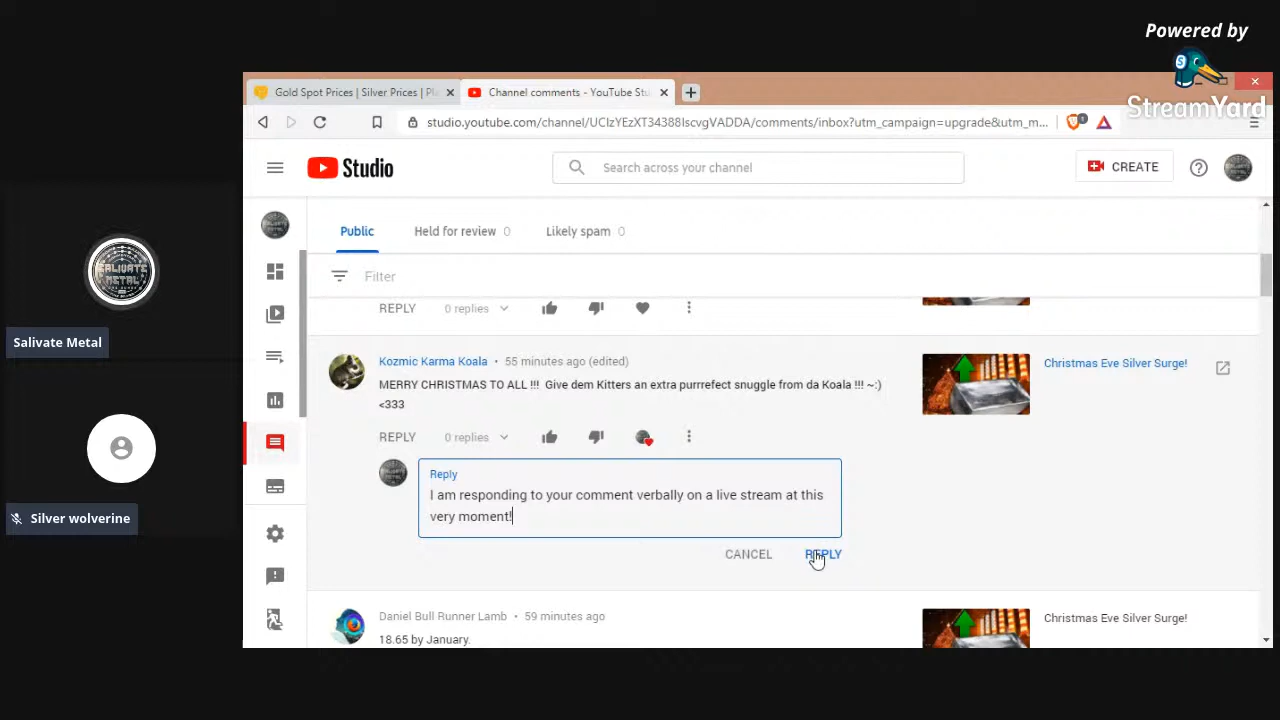 Powered by
StreamYard
Gold Spot Prices | Silver Prices | Pl
Channel comments - YouTube Stu
studio.youtube.com/channel/UClzYEzXT34388lscvgVADDA/comments/inbox?utm_campaign=upgrade&utm_m...
Studio
Search across your channel
CREATE
Public
Held for review 0
Likely spam 0
Filter
REPLY 0 replies
Kozmic Karma Koala • 55 minutes ago (edited)
MERRY CHRISTMAS TO ALL !!! Give dem Kitters an extra purrrefect snuggle from da Koala !!! ~:)
<333
Christmas Eve Silver Surge!
REPLY 0 replies
Reply
I am responding to your comment verbally on a live stream at this
very moment!
CANCEL REPLY
Daniel Bull Runner Lamb • 59 minutes ago
18.65 by January.
Christmas Eve Silver Surge!
SALIVATE
METAL
Salivate Metal
Silver wolverine